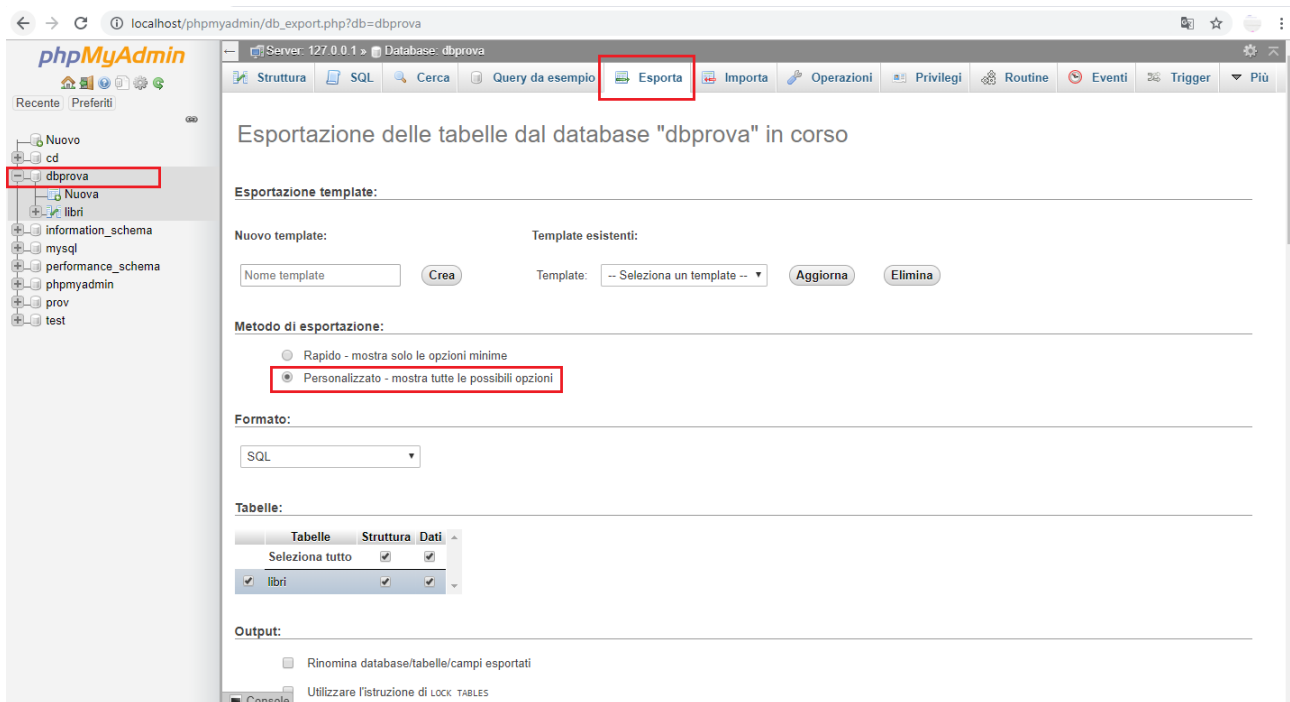 localhost/phpmyadmin/db_export.php?db=dbprova
phpMyAdmin
Recente Preferiti
Nuovo
cd
dbprova
Nuova
libri
information_schema
mysql
performance_schema
phpmyadmin
prov
test
Server: 127.0.0.1 » Database: dbprova
Struttura SQL Cerca Query da esempio Esporta Importa Operazioni Privilegi Routine Eventi Trigger Più
Esportazione delle tabelle dal database "dbprova" in corso
Esportazione template:
Nuovo template: Template esistenti:
Nome template Crea Template: -- Seleziona un template -- Aggiorna Elimina
Metodo di esportazione:
Rapido - mostra solo le opzioni minime
Personalizzato - mostra tutte le possibili opzioni
Formato:
SQL
Tabelle:
Tabelle Struttura Dati
Seleziona tutto
libri
Output:
Rinomina database/tabelle/campi esportati
Utilizzare l'istruzione di LOCK TABLES
Console